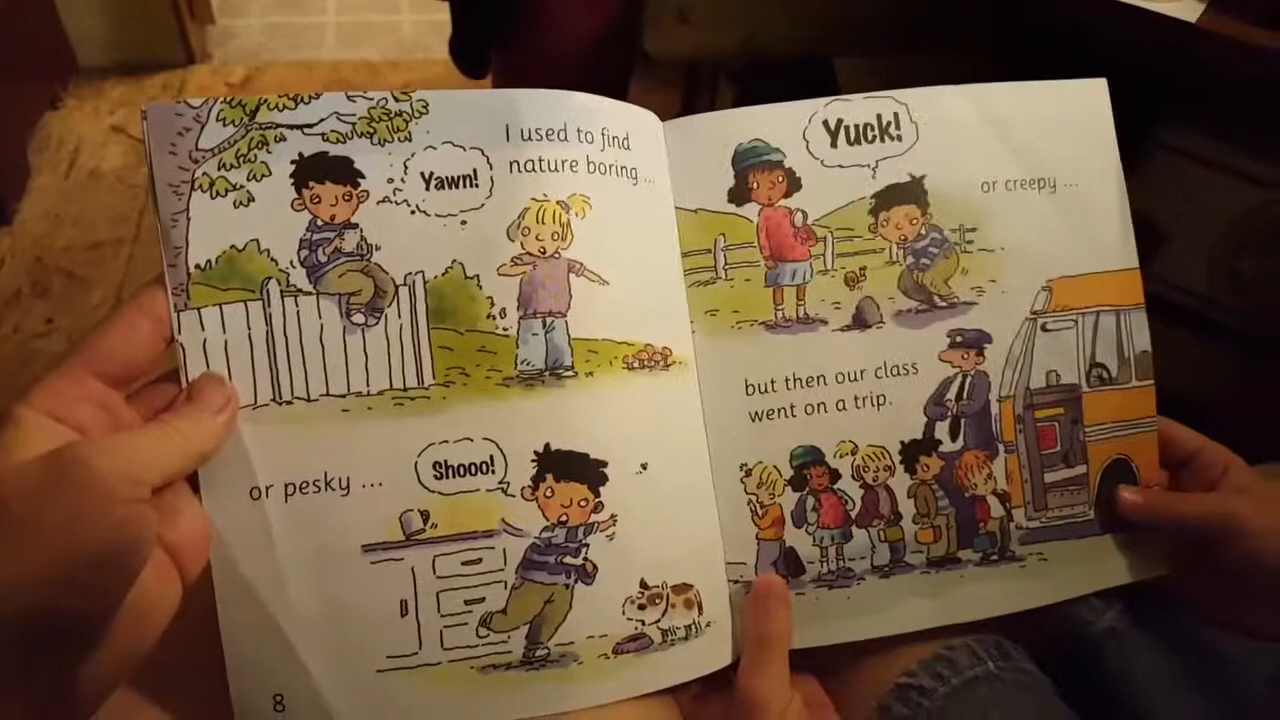 I used to find
nature boring...
Yawn!
or pesky ...
Shooo!
8
Yuck!
or creepy ...
but then our class
went on a trip.